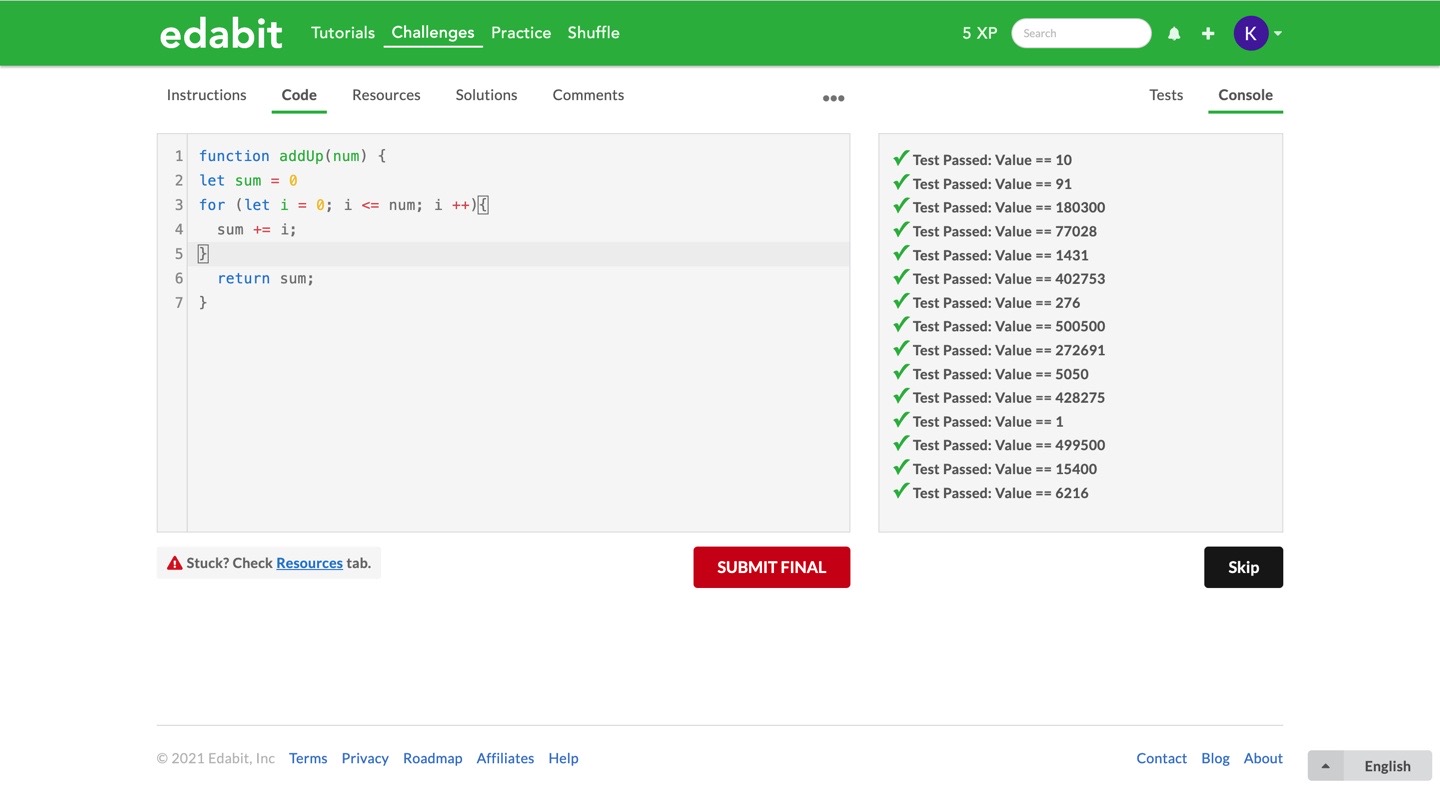 edabit Tutorials Challenges Practice Shuffle 5 XP Search K
Instructions Code Resources Solutions Comments Tests Console
1 function addUp(num) {
2 let sum = 0
3 for (let i = 0; i <= num; i ++){
4   sum += i;
5 }
6   return sum;
7 }
Test Passed: Value == 10
Test Passed: Value == 91
Test Passed: Value == 180300
Test Passed: Value == 77028
Test Passed: Value == 1431
Test Passed: Value == 402753
Test Passed: Value == 276
Test Passed: Value == 500500
Test Passed: Value == 272691
Test Passed: Value == 5050
Test Passed: Value == 428275
Test Passed: Value == 1
Test Passed: Value == 499500
Test Passed: Value == 15400
Test Passed: Value == 6216
Stuck? Check Resources tab. SUBMIT FINAL Skip
© 2021 Edabit, Inc Terms Privacy Roadmap Affiliates Help Contact Blog About
English